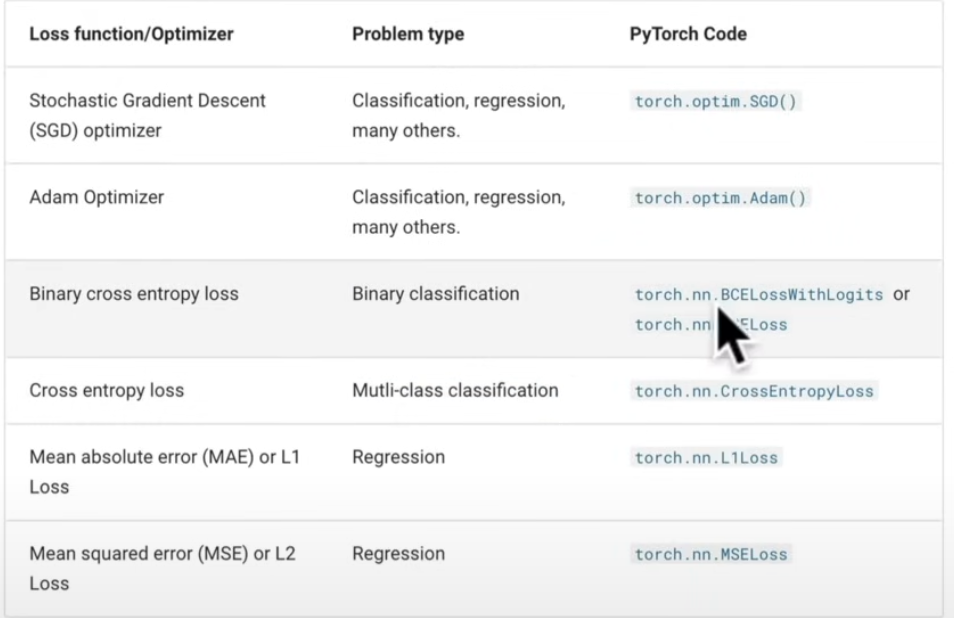 Loss function/Optimizer Problem type PyTorch Code
Stochastic Gradient Descent Classification, regression, torch.optim.SGD()
(SGD) optimizer many others.
Adam Optimizer Classification, regression, torch.optim.Adam()
many others.
Binary cross entropy loss Binary classification torch.nn.BCELossWithLogits or
torch.nn ELoss
Cross entropy loss Mutli-class classification torch.nn.CrossEntropyLoss
Mean absolute error (MAE) or L1 Regression torch.nn.L1Loss
Loss
Mean squared error (MSE) or L2 Regression torch.nn.MSELoss
Loss